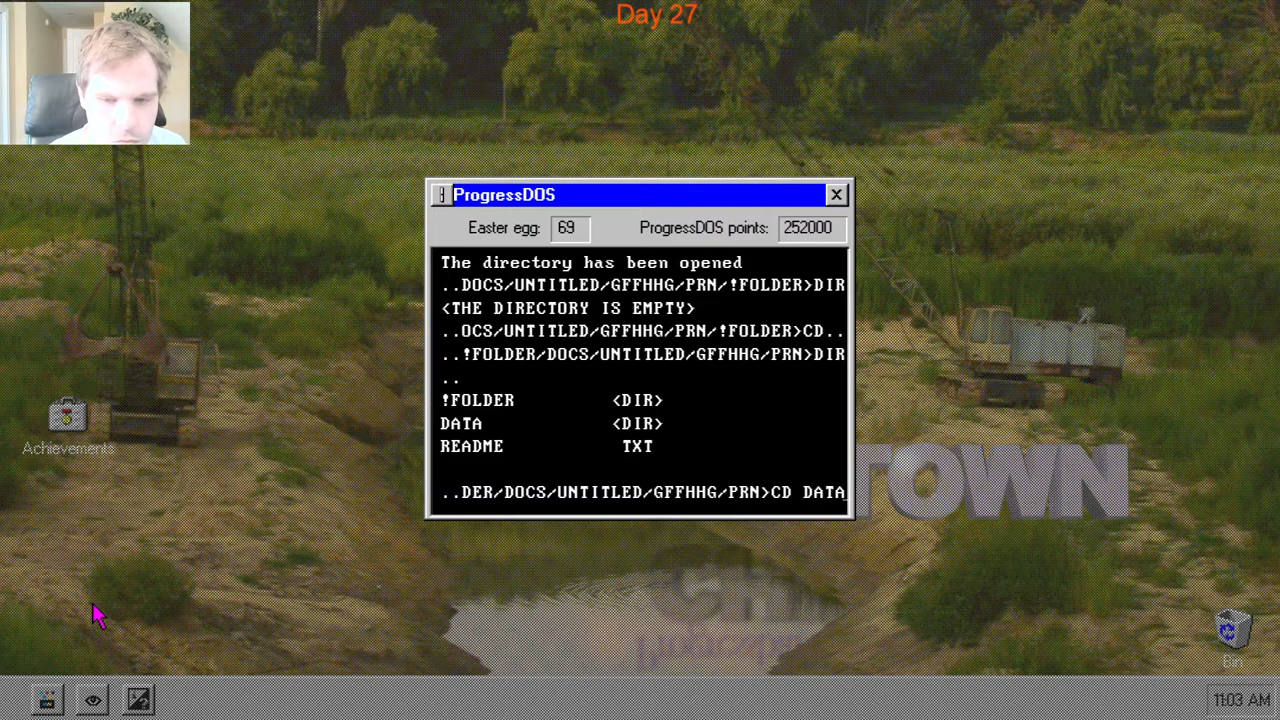 Day 27
ProgressDOS
Easter egg: 69 ProgressDOS points: 252000
The directory has been opened
..DOCS/UNTITLED/GFFHHG/PRN/!FOLDER>DIR
<THE DIRECTORY IS EMPTY>
..OCS/UNTITLED/GFFHHG/PRN/!FOLDER>CD..
..!FOLDER/DOCS/UNTITLED/GFFHHG/PRN>DIR
..
!FOLDER <DIR>
DATA <DIR>
README TXT
..DER/DOCS/UNTITLED/GFFHHG/PRN>CD DATA_
Achievements
TOWN
Bin
11:03 AM